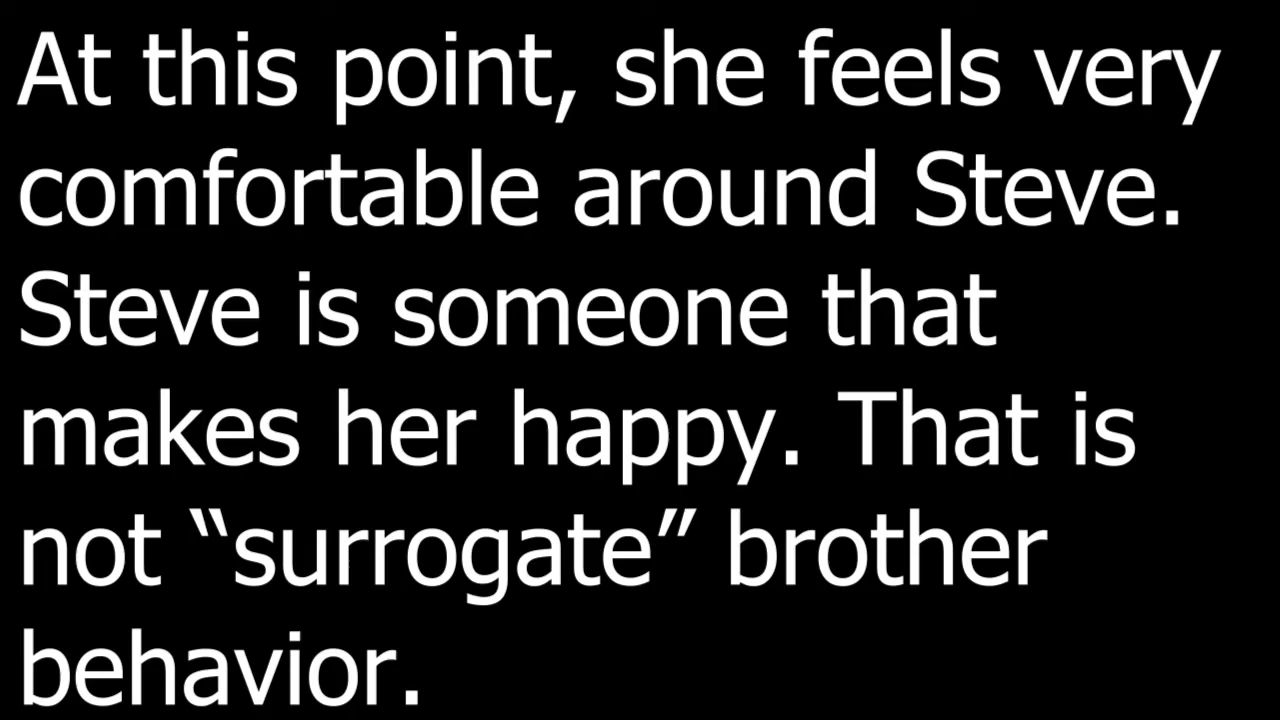 At this point, she feels very
comfortable around Steve.
Steve is someone that
makes her happy. That is
not “surrogate” brother
behavior.